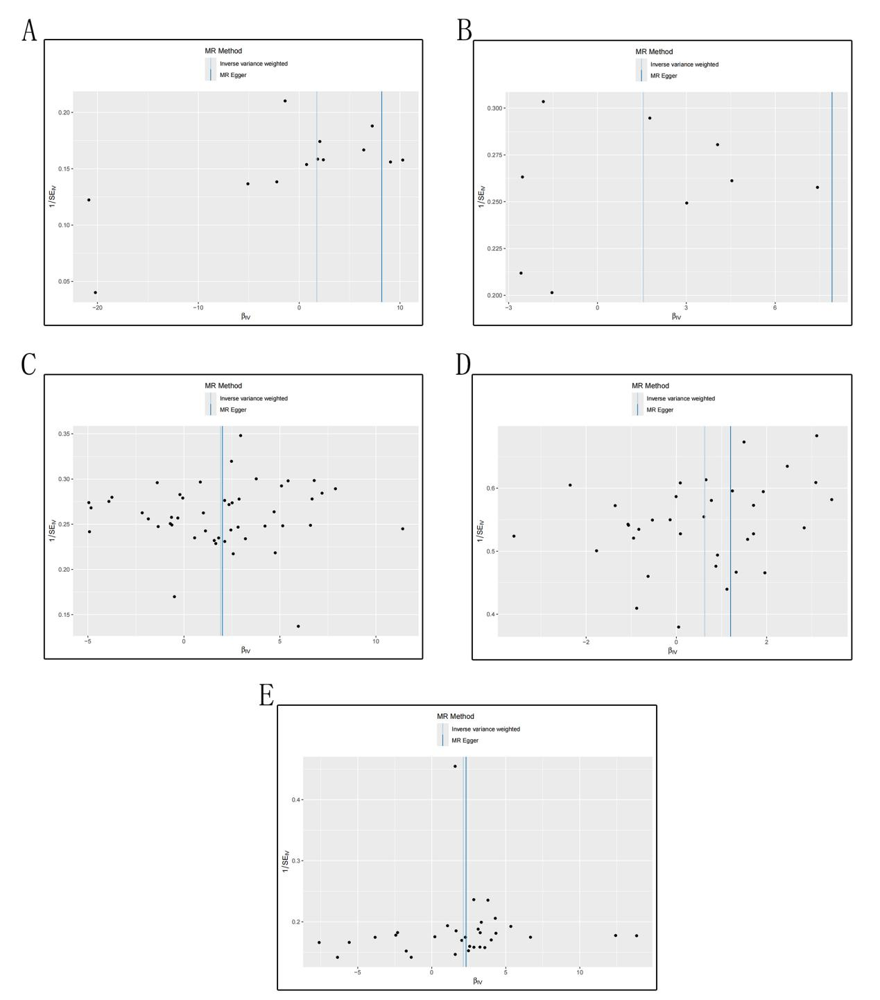 A
MR Method
Inverse variance weighted
MR Egger
0.20
0.15
0.10
0.05
1/SEIV
−20
−10
0
10
βIV
B
MR Method
Inverse variance weighted
MR Egger
0.300
0.275
0.250
0.225
0.200
1/SEIV
−3
0
3
6
βIV
C
MR Method
Inverse variance weighted
MR Egger
0.35
0.30
0.25
0.20
0.15
1/SEIV
−5
0
5
10
βIV
D
MR Method
Inverse variance weighted
MR Egger
0.6
0.5
0.4
1/SEIV
−2
0
2
βIV
E
MR Method
Inverse variance weighted
MR Egger
0.4
0.3
0.2
1/SEIV
−5
0
5
10
βIV